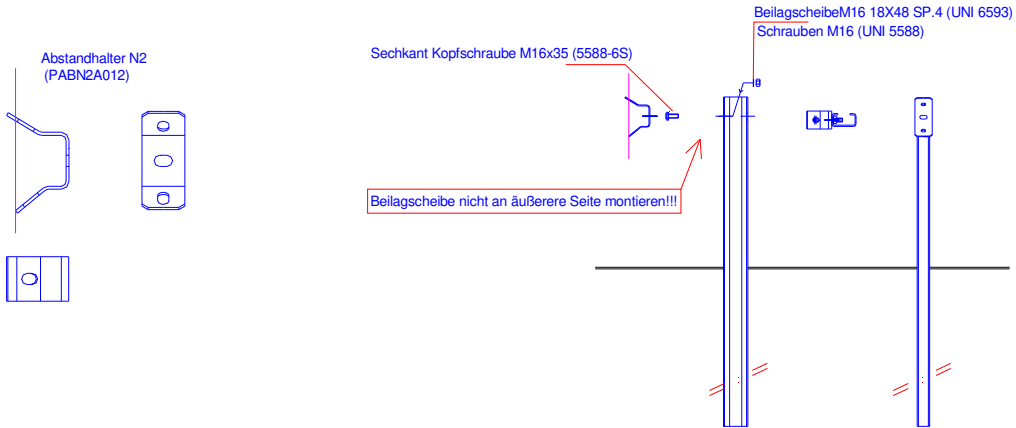 BeilagscheibeM16 18X48 SP.4 (UNI 6593)
Schrauben M16 (UNI 5588)
Sechkant Kopfschraube M16x35 (5588-6S)
Abstandhalter N2
(PABN2A012)
Beilagscheibe nicht an äußerere Seite montieren!!!